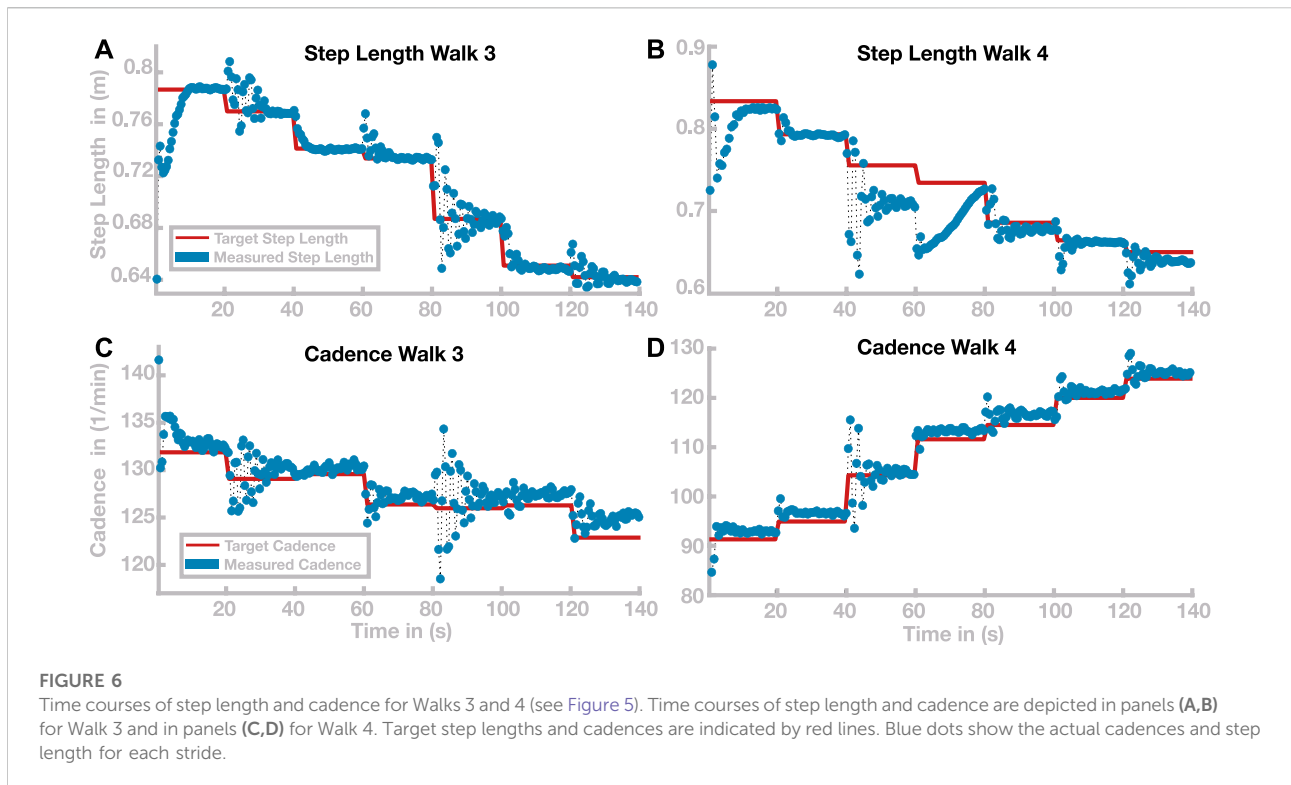 A
Step Length Walk 3
0.8
0.76
0.72
0.68
0.64
Step Length in (m)
Target Step Length
Measured Step Length
20 40 60 80 100 120 140
B
Step Length Walk 4
0.9
0.8
0.7
0.6
20 40 60 80 100 120 140
C
Cadence Walk 3
140
135
130
125
120
Cadence in (1/min)
Target Cadence
Measured Cadence
20 40 60 80 100 120 140
Time in (s)
D
Cadence Walk 4
130
120
110
100
90
80
20 40 60 80 100 120 140
Time in (s)
FIGURE 6
Time courses of step length and cadence for Walks 3 and 4 (see Figure 5). Time courses of step length and cadence are depicted in panels (A,B)
for Walk 3 and in panels (C,D) for Walk 4. Target step lengths and cadences are indicated by red lines. Blue dots show the actual cadences and step
length for each stride.